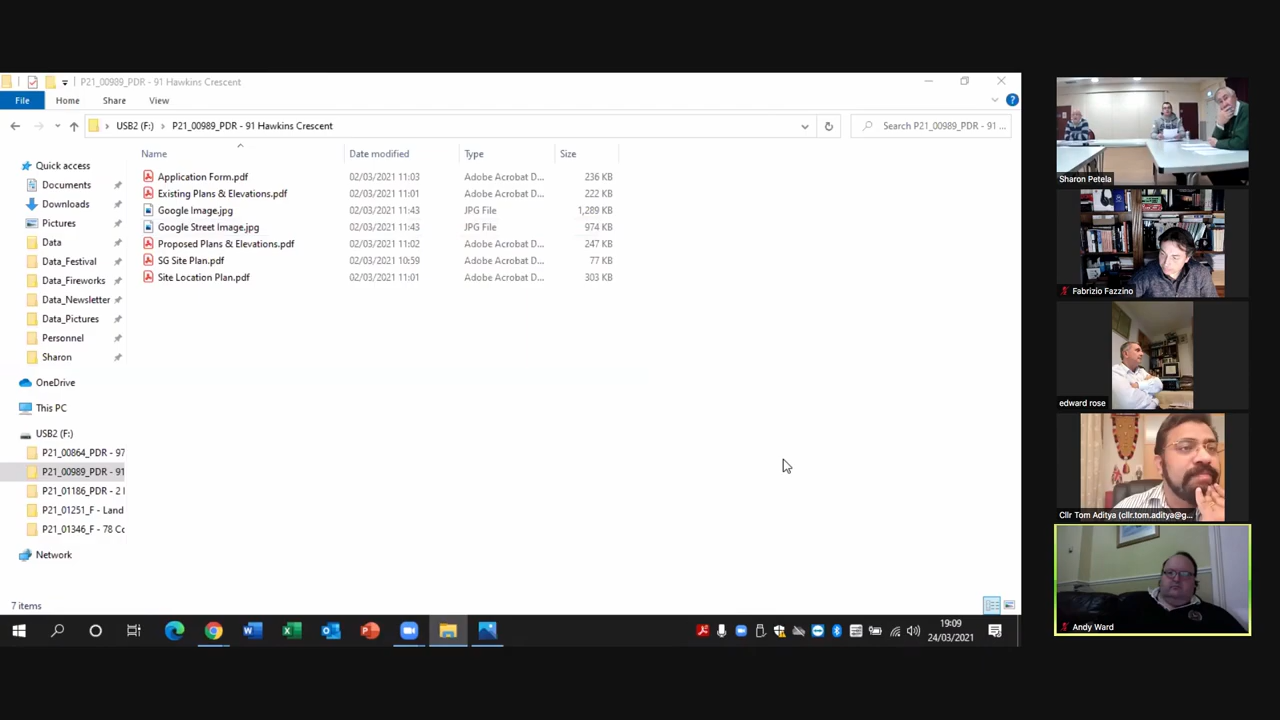 P21_00989_PDR - 91 Hawkins Crescent
File Home Share View
USB2 (F:) P21_00989_PDR - 91 Hawkins Crescent Search P21_00989_PDR - 91 ...
Name Date modified Type Size
Application Form.pdf 02/03/2021 11:03 Adobe Acrobat D... 236 KB
Existing Plans & Elevations.pdf 02/03/2021 11:01 Adobe Acrobat D... 222 KB
Google Image.jpg 02/03/2021 11:43 JPG File 1,289 KB
Google Street Image.jpg 02/03/2021 11:43 JPG File 974 KB
Proposed Plans & Elevations.pdf 02/03/2021 11:02 Adobe Acrobat D... 247 KB
SG Site Plan.pdf 02/03/2021 10:59 Adobe Acrobat D... 77 KB
Site Location Plan.pdf 02/03/2021 11:01 Adobe Acrobat D... 303 KB
Quick access
Documents
Downloads
Pictures
Data
Data_Festival
Data_Fireworks
Data_Newsletter
Data_Pictures
Personnel
Sharon
OneDrive
This PC
USB2 (F:)
P21_00864_PDR - 97
P21_00989_PDR - 91
P21_01186_PDR - 2
P21_01251_F - Land
P21_01346_F - 78 Cc
Network
7 items
19:09
24/03/2021
Sharon Petela
Fabrizio Fazzino
edward rose
Cllr Tom Aditya (cllr.tom.aditya@g...
Andy Ward